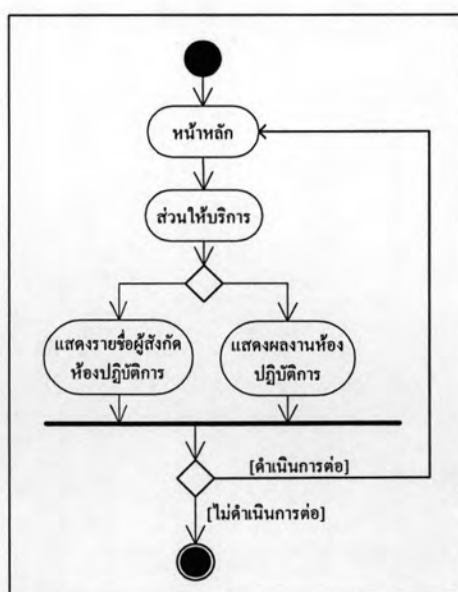 หน้าหลัก
ส่วนให้บริการ
แสดงรายชื่อผู้สังกัด
ห้องปฏิบัติการ
แสดงผลงานห้อง
ปฏิบัติการ
[ดำเนินการต่อ]
[ไม่ดำเนินการต่อ]